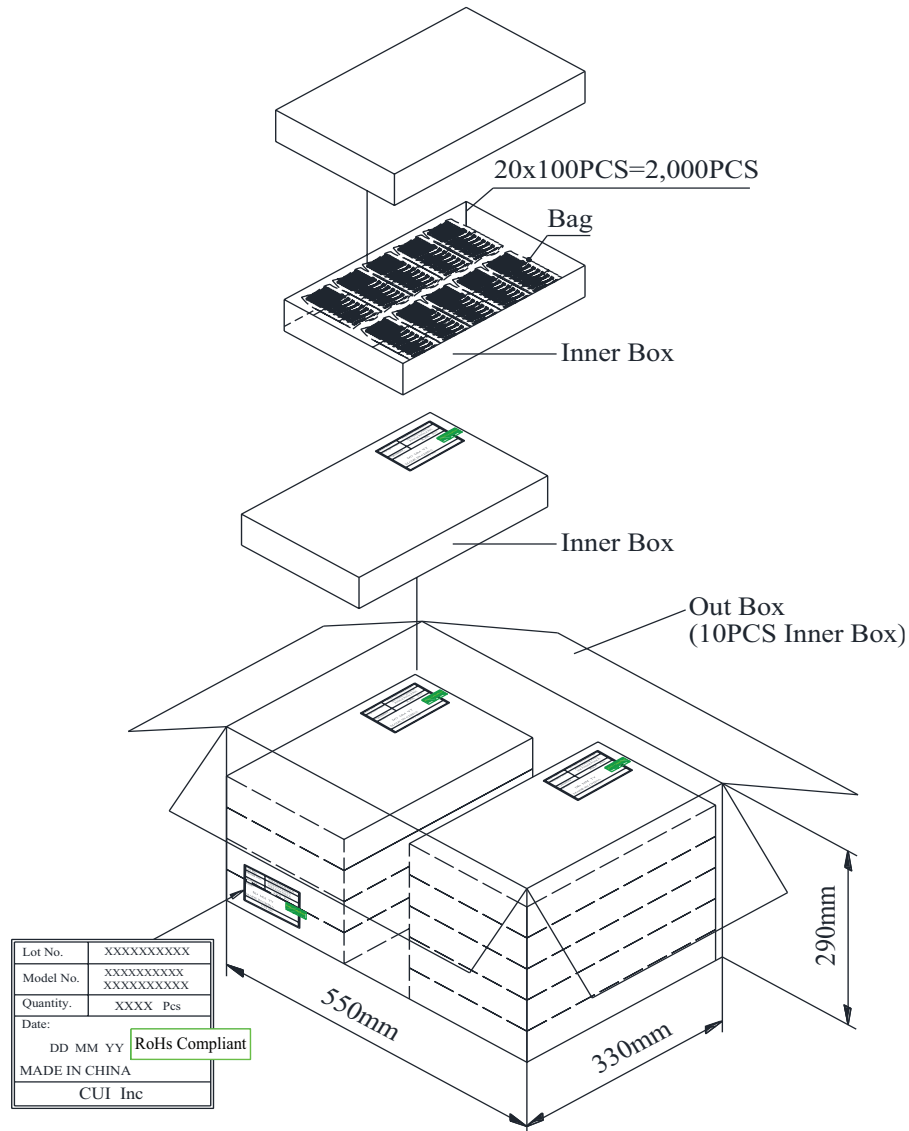 20x100PCS=2,000PCS
Bag
Inner Box
Inner Box
Out Box
(10PCS Inner Box)
290mm
550mm
330mm
Lot No. XXXXXXXXXX
Model No. XXXXXXXXXX
XXXXXXXXXX
Quantity. XXXX Pcs
Date:
DD MM YY
RoHs Compliant
MADE IN CHINA
CUI Inc